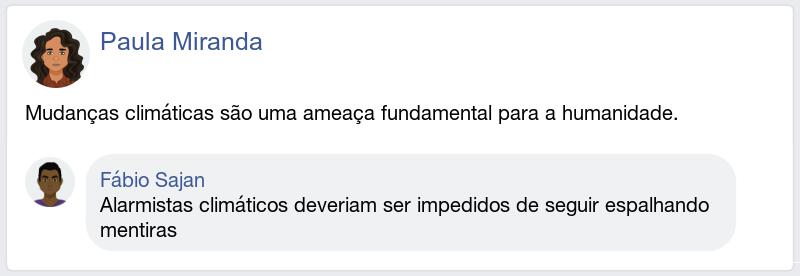 Paula Miranda
Mudanças climáticas são uma ameaça fundamental para a humanidade.
Fábio Sajan
Alarmistas climáticos deveriam ser impedidos de seguir espalhando
mentiras